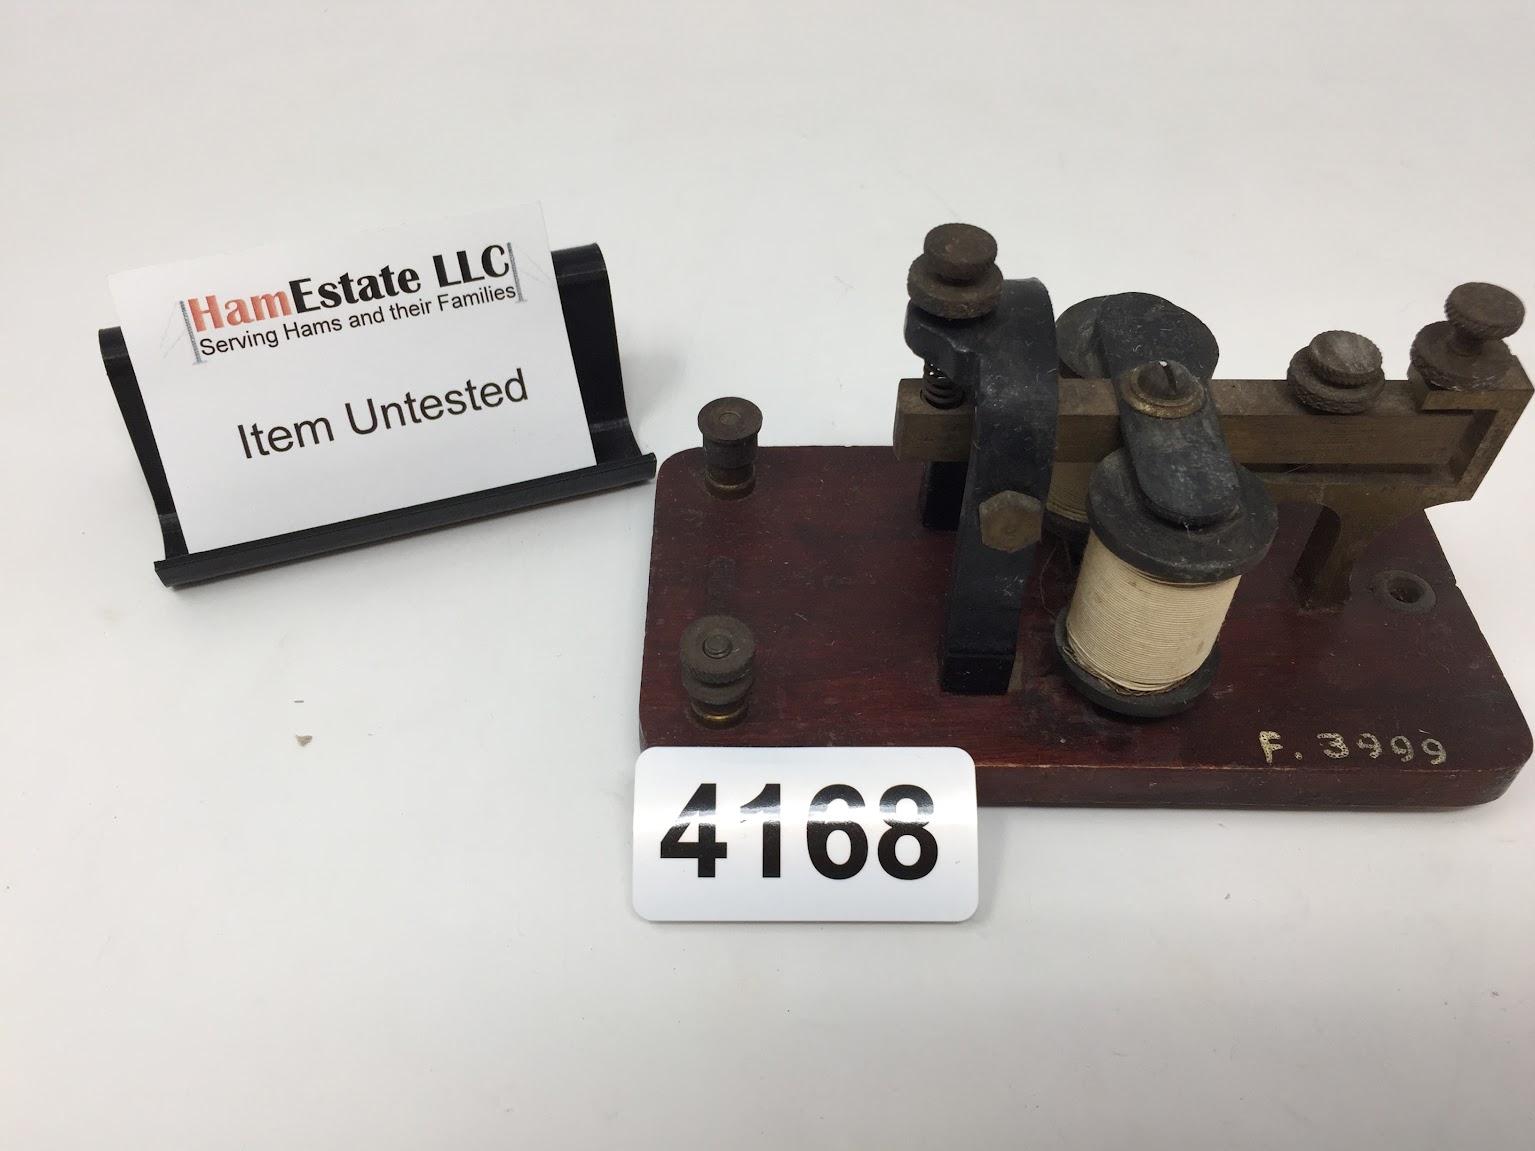 HamEstate LLC
Serving Hams and their Families
Item Untested
F. 3999
4168